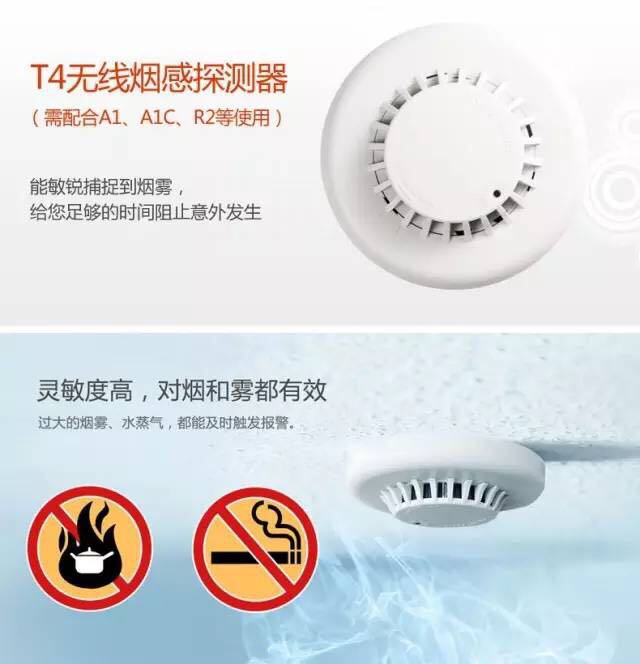 T4无线烟感探测器
（需配合A1、A1C、R2等使用）
能敏锐捕捉到烟雾，
给您足够的时间阻止意外发生
灵敏度高，对烟和雾都有效
过大的烟雾、水蒸气，都能及时触发报警。